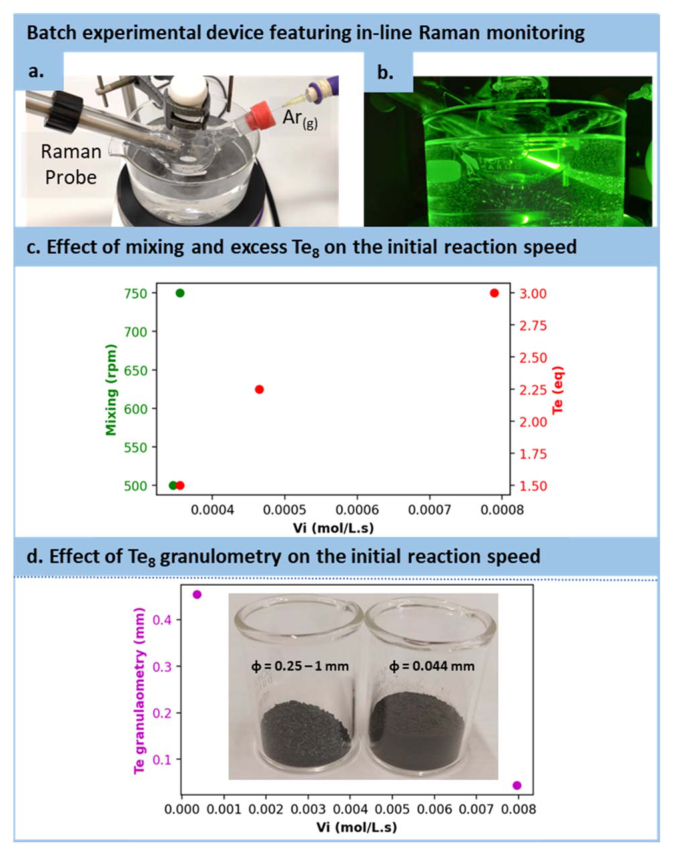 Batch experimental device featuring in-line Raman monitoring
a.
b.
Ar(g)
Raman
Probe
c. Effect of mixing and excess Te8 on the initial reaction speed
750
700
650
600
550
500
Mixing (rpm)
3.00
2.75
2.50
2.25
2.00
1.75
1.50
Te (eq)
0.0004 0.0005 0.0006 0.0007 0.0008
Vi (mol/L.s)
d. Effect of Te8 granulometry on the initial reaction speed
0.4
0.3
0.2
0.1
Te granulaometry (mm)
ϕ = 0.25 – 1 mm
ϕ = 0.044 mm
0.000 0.001 0.002 0.003 0.004 0.005 0.006 0.007 0.008
Vi (mol/L.s)